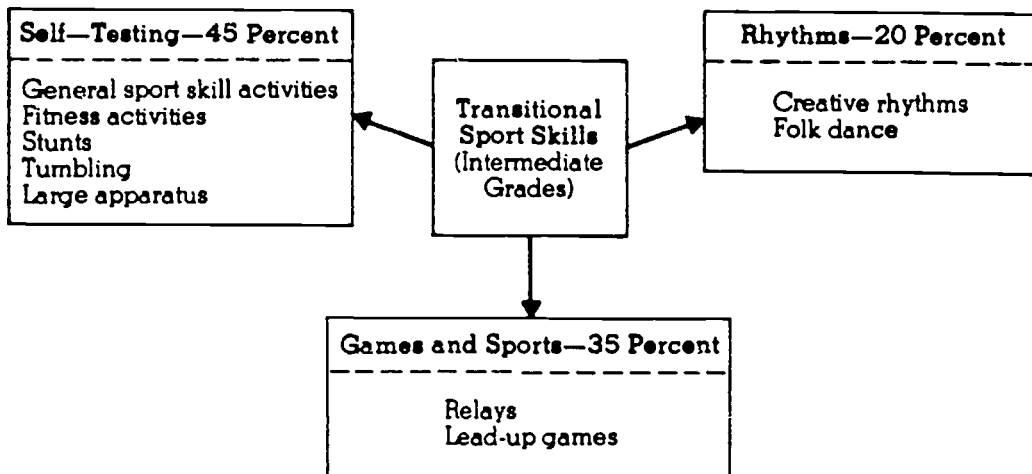 Self—Testing—45 Percent
General sport skill activities
Fitness activities
Stunts
Tumbling
Large apparatus
Transitional
Sport Skills
(Intermediate
Grades)
Rhythms—20 Percent
Creative rhythms
Folk dance
Games and Sports—35 Percent
Relays
Lead-up games